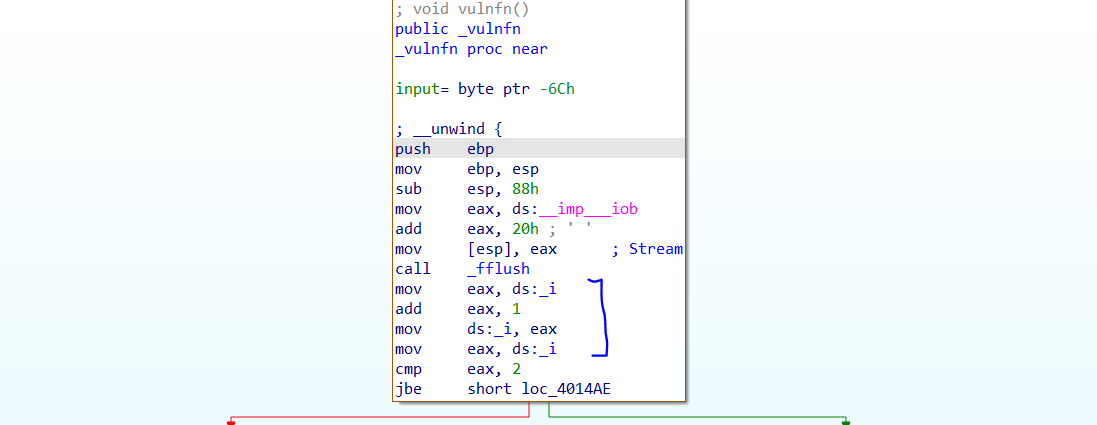 ; void vulnfn()
public _vulnfn
_vulnfn proc near
input= byte ptr -6Ch
; __unwind {
push ebp
mov ebp, esp
sub esp, 88h
mov eax, ds:__imp___iob
add eax, 20h ; ' '
mov [esp], eax ; Stream
call _fflush
mov eax, ds:_i
add eax, 1
mov ds:_i, eax
mov eax, ds:_i
cmp eax, 2
jbe short loc_4014AE